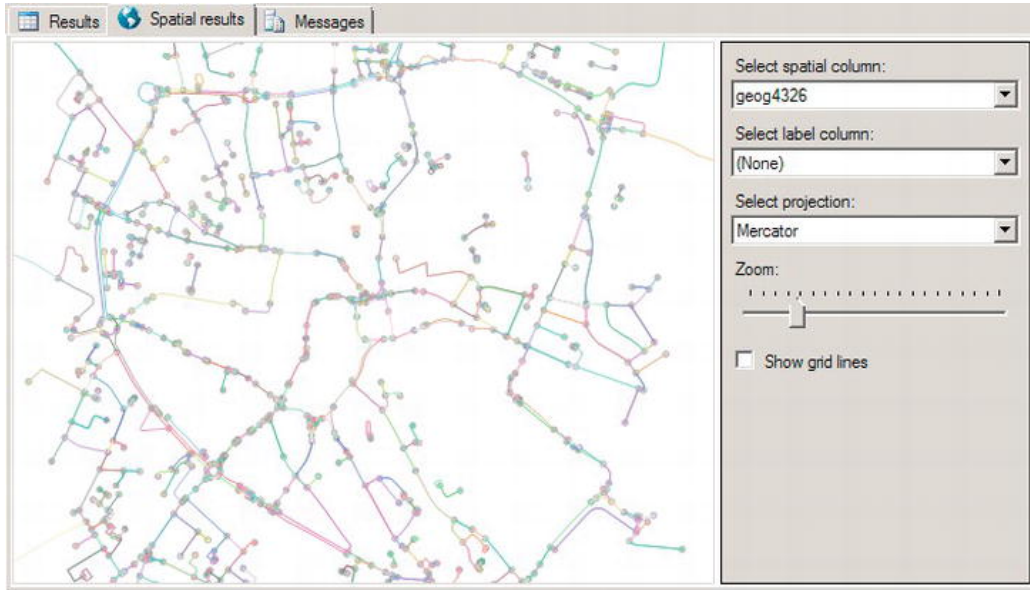 Results Spatial results Messages
Select spatial column:
geog4326
Select label column:
(None)
Select projection:
Mercator
Zoom:
Show grid lines